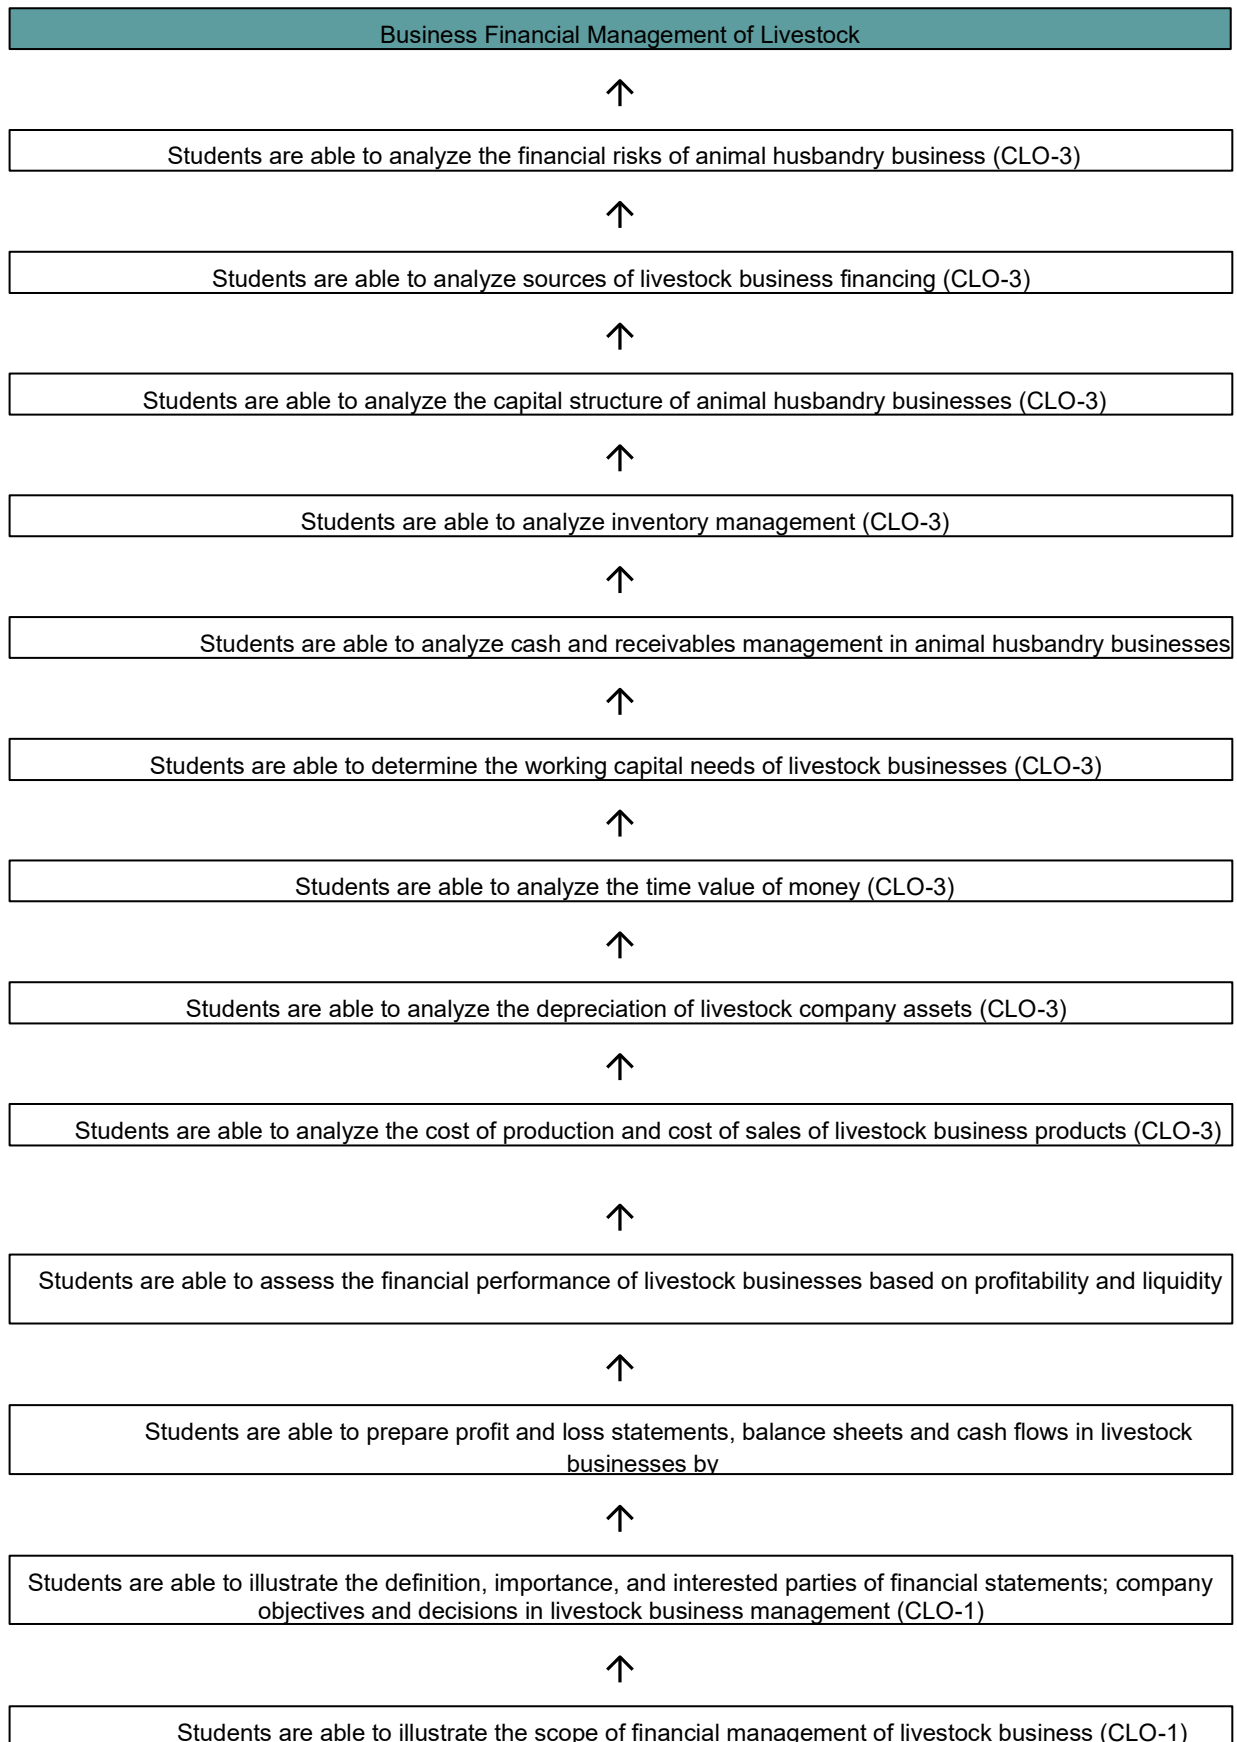 Business Financial Management of Livestock
Students are able to analyze the financial risks of animal husbandry business (CLO-3)
Students are able to analyze sources of livestock business financing (CLO-3)
Students are able to analyze the capital structure of animal husbandry businesses (CLO-3)
Students are able to analyze inventory management (CLO-3)
Students are able to analyze cash and receivables management in animal husbandry businesses
Students are able to determine the working capital needs of livestock businesses (CLO-3)
Students are able to analyze the time value of money (CLO-3)
Students are able to analyze the depreciation of livestock company assets (CLO-3)
Students are able to analyze the cost of production and cost of sales of livestock business products (CLO-3)
Students are able to assess the financial performance of livestock businesses based on profitability and liquidity
Students are able to prepare profit and loss statements, balance sheets and cash flows in livestock
businesses by
Students are able to illustrate the definition, importance, and interested parties of financial statements; company
objectives and decisions in livestock business management (CLO-1)
Students are able to illustrate the scope of financial management of livestock business (CLO-1)